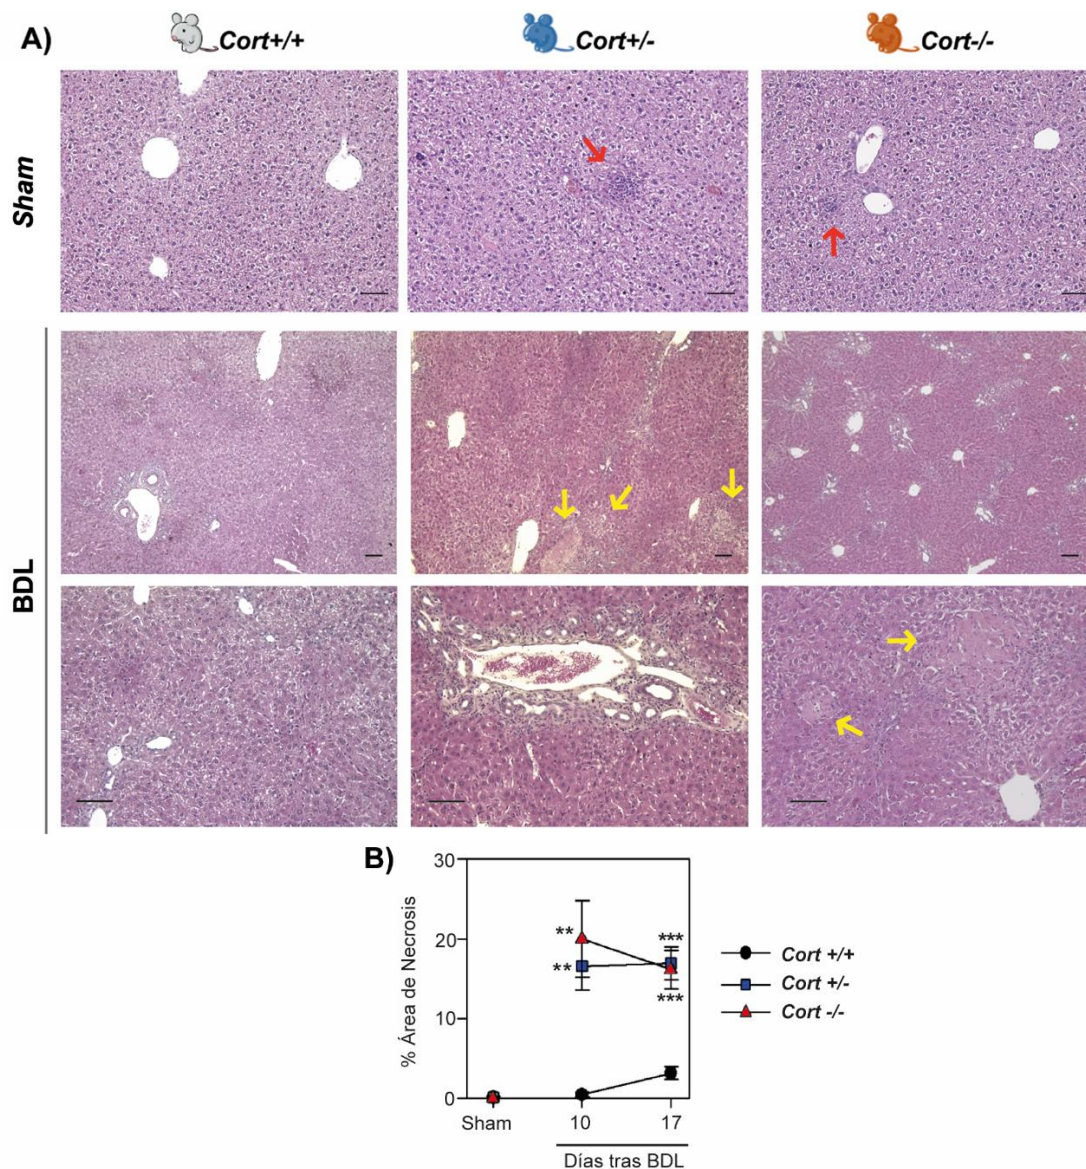 A)
Cort+/+
Cort+/-
Cort-/-
Sham
BDL
B)
% Área de Necrosis
30
20
10
0
**
**
***
***
Sham
10
17
Días tras BDL
Cort +/+
Cort +/-
Cort -/-